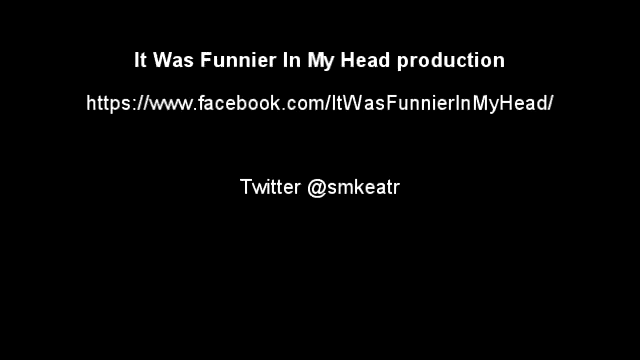 It Was Funnier In My Head production
https://www.facebook.com/ItWasFunnierInMyHead/
Twitter @smkeatr